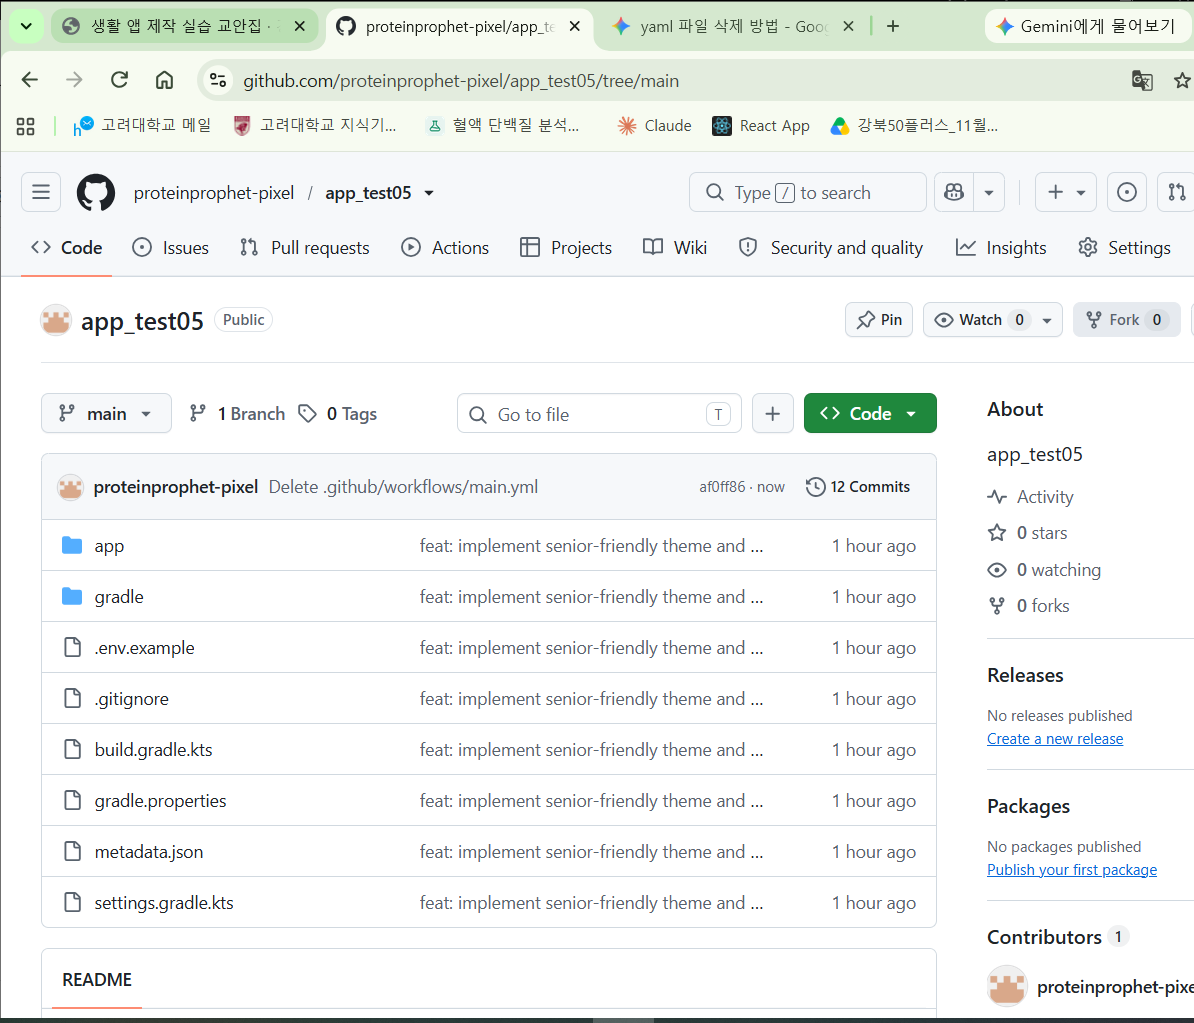 생활 앱 제작 실습 교안집 ·
proteinprophet-pixel/app_te
yaml 파일 삭제 방법 - Goog
Gemini에게 물어보기
github.com/proteinprophet-pixel/app_test05/tree/main
고려대학교 메일
고려대학교 지식기...
혈액 단백질 분석...
Claude
React App
강북50플러스_11월...
proteinprophet-pixel / app_test05
Type / to search
Code
Issues
Pull requests
Actions
Projects
Wiki
Security and quality
Insights
Settings
app_test05 Public
Pin
Watch 0
Fork 0
main
1 Branch
0 Tags
Go to file T
Code
proteinprophet-pixel Delete .github/workflows/main.yml af0ff86 · now 12 Commits
app feat: implement senior-friendly theme and ... 1 hour ago
gradle feat: implement senior-friendly theme and ... 1 hour ago
.env.example feat: implement senior-friendly theme and ... 1 hour ago
.gitignore feat: implement senior-friendly theme and ... 1 hour ago
build.gradle.kts feat: implement senior-friendly theme and ... 1 hour ago
gradle.properties feat: implement senior-friendly theme and ... 1 hour ago
metadata.json feat: implement senior-friendly theme and ... 1 hour ago
settings.gradle.kts feat: implement senior-friendly theme and ... 1 hour ago
README
About
app_test05
Activity
0 stars
0 watching
0 forks
Releases
No releases published
Create a new release
Packages
No packages published
Publish your first package
Contributors 1
proteinprophet-pixe